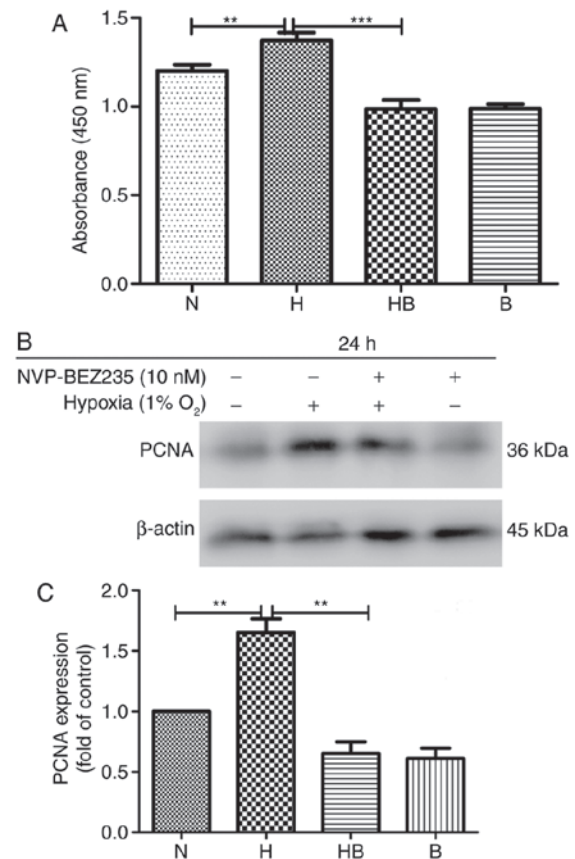 A
Absorbance (450 nm)
1.5
1.0
0.5
0.0
**
***
N H HB B
B
24 h
NVP-BEZ235 (10 nM) – – + +
Hypoxia (1% O₂) – + + –
PCNA 36 kDa
β-actin 45 kDa
C
PCNA expression
(fold of control)
2.0
1.5
1.0
0.5
0.0
**
**
N H HB B